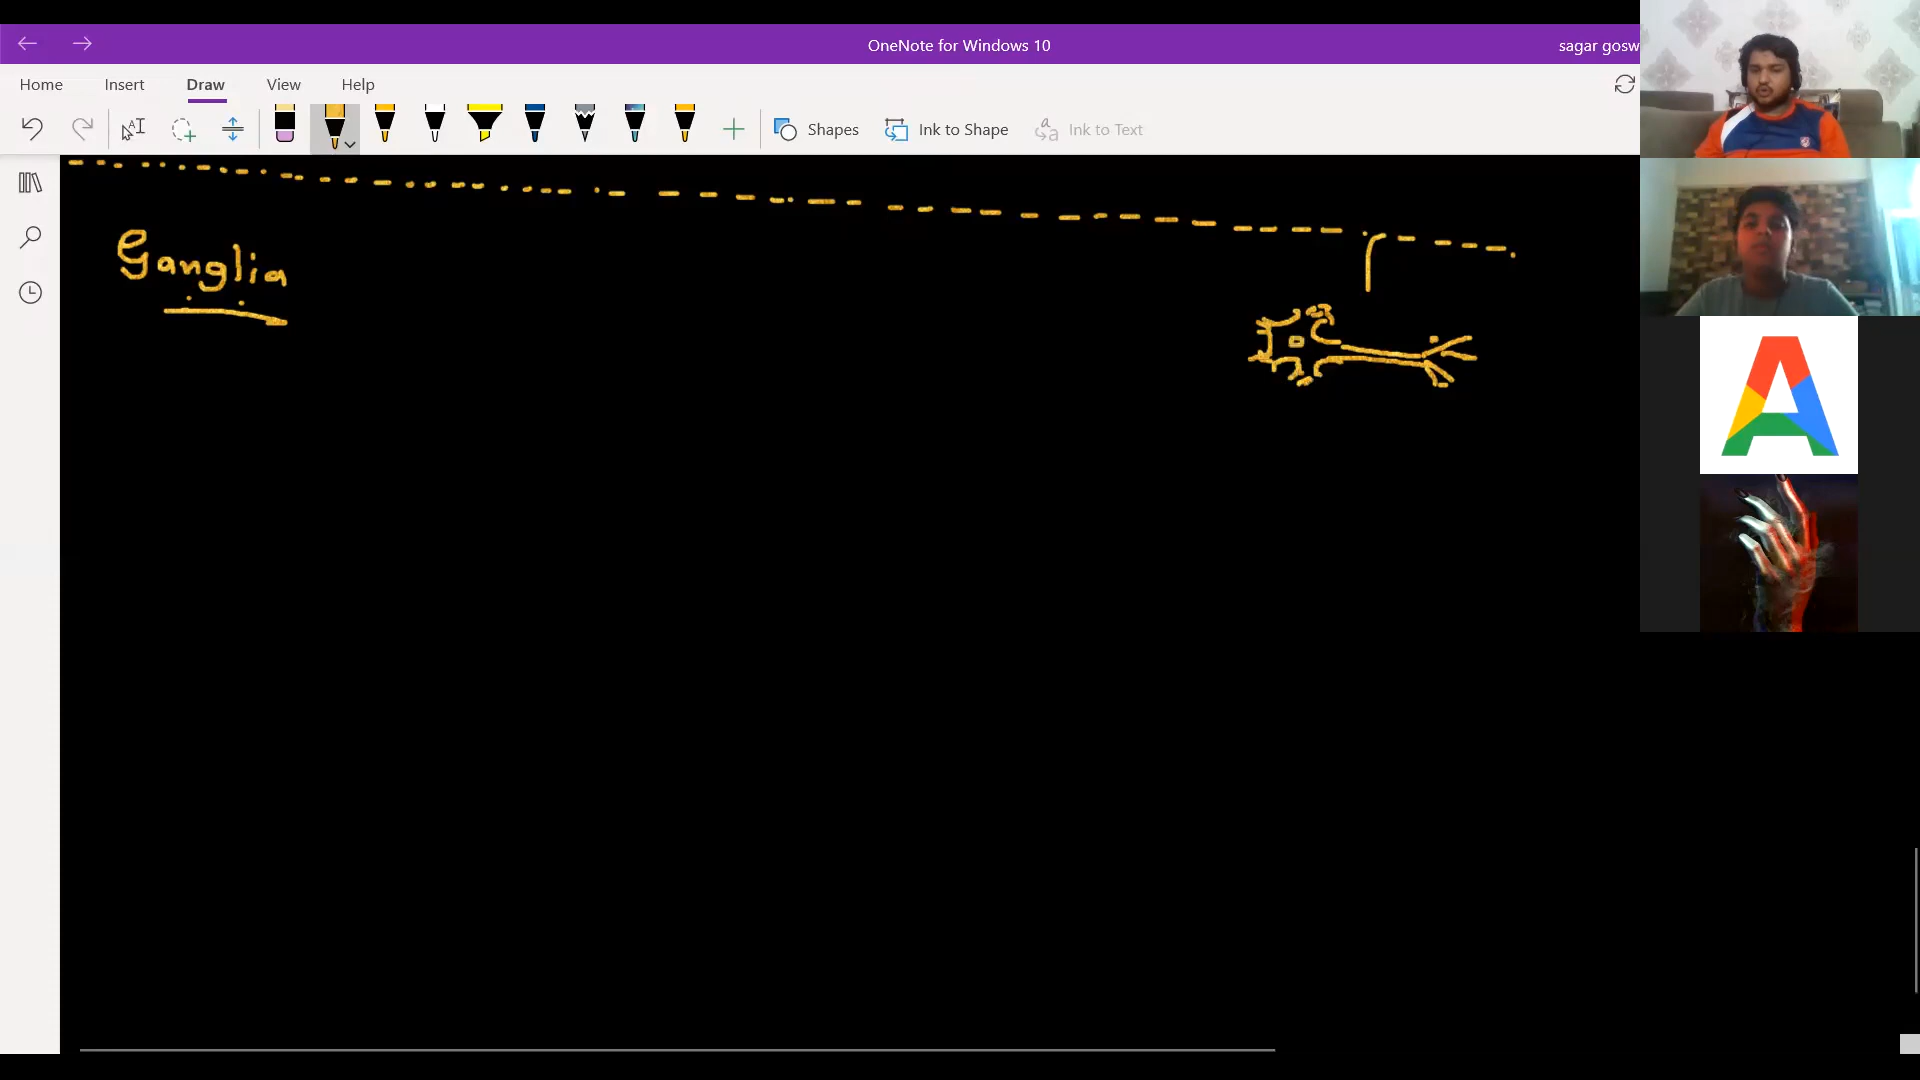 OneNote for Windows 10
sagar gosw
Home Insert Draw View Help
Shapes Ink to Shape Ink to Text
Ganglia